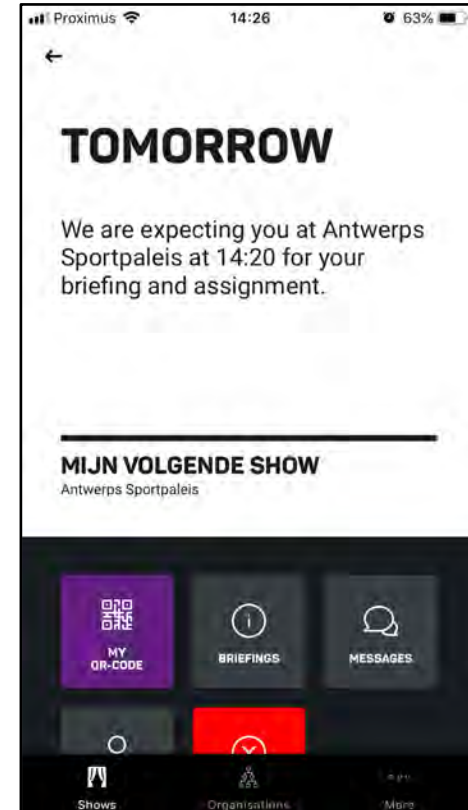 Proximus 14:26 63%
TOMORROW
We are expecting you at Antwerps
Sportpaleis at 14:20 for your
briefing and assignment.
MIJN VOLGENDE SHOW
Antwerps Sportpaleis
MY
QR-CODE
BRIEFINGS
MESSAGES
Shows Organisations More